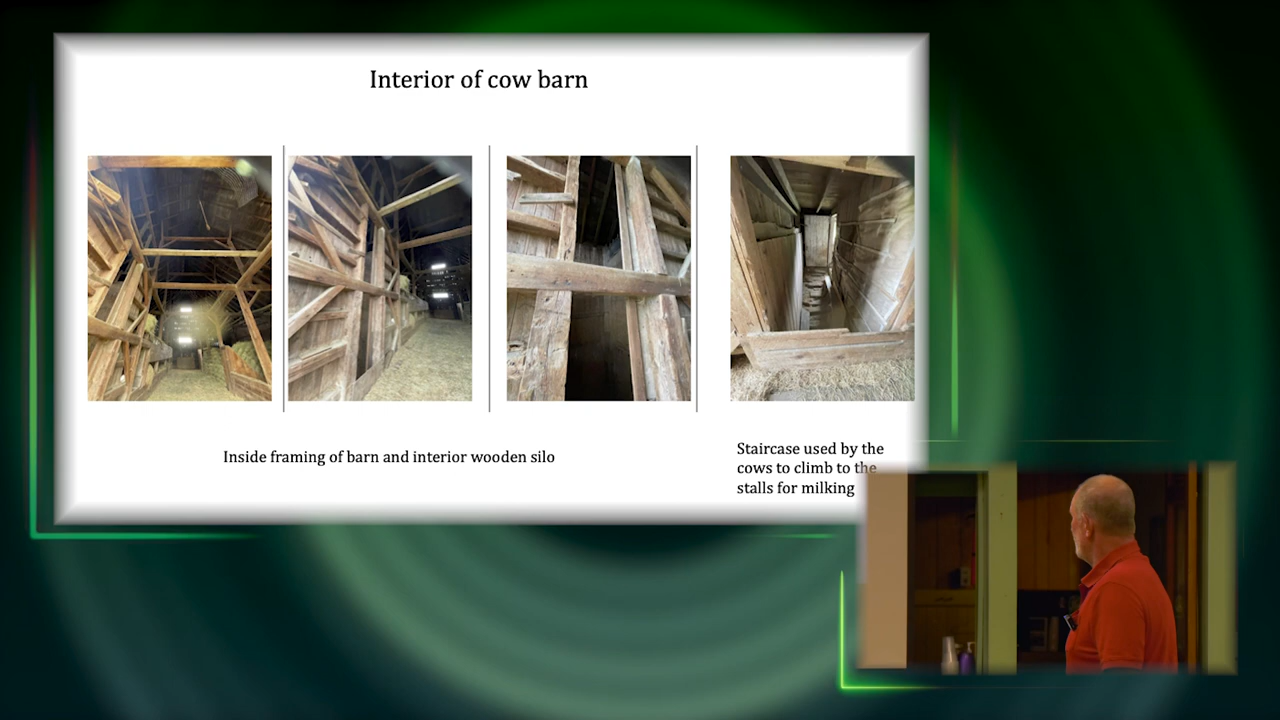 Interior of cow barn
Inside framing of barn and interior wooden silo
Staircase used by the
cows to climb to the
stalls for milking